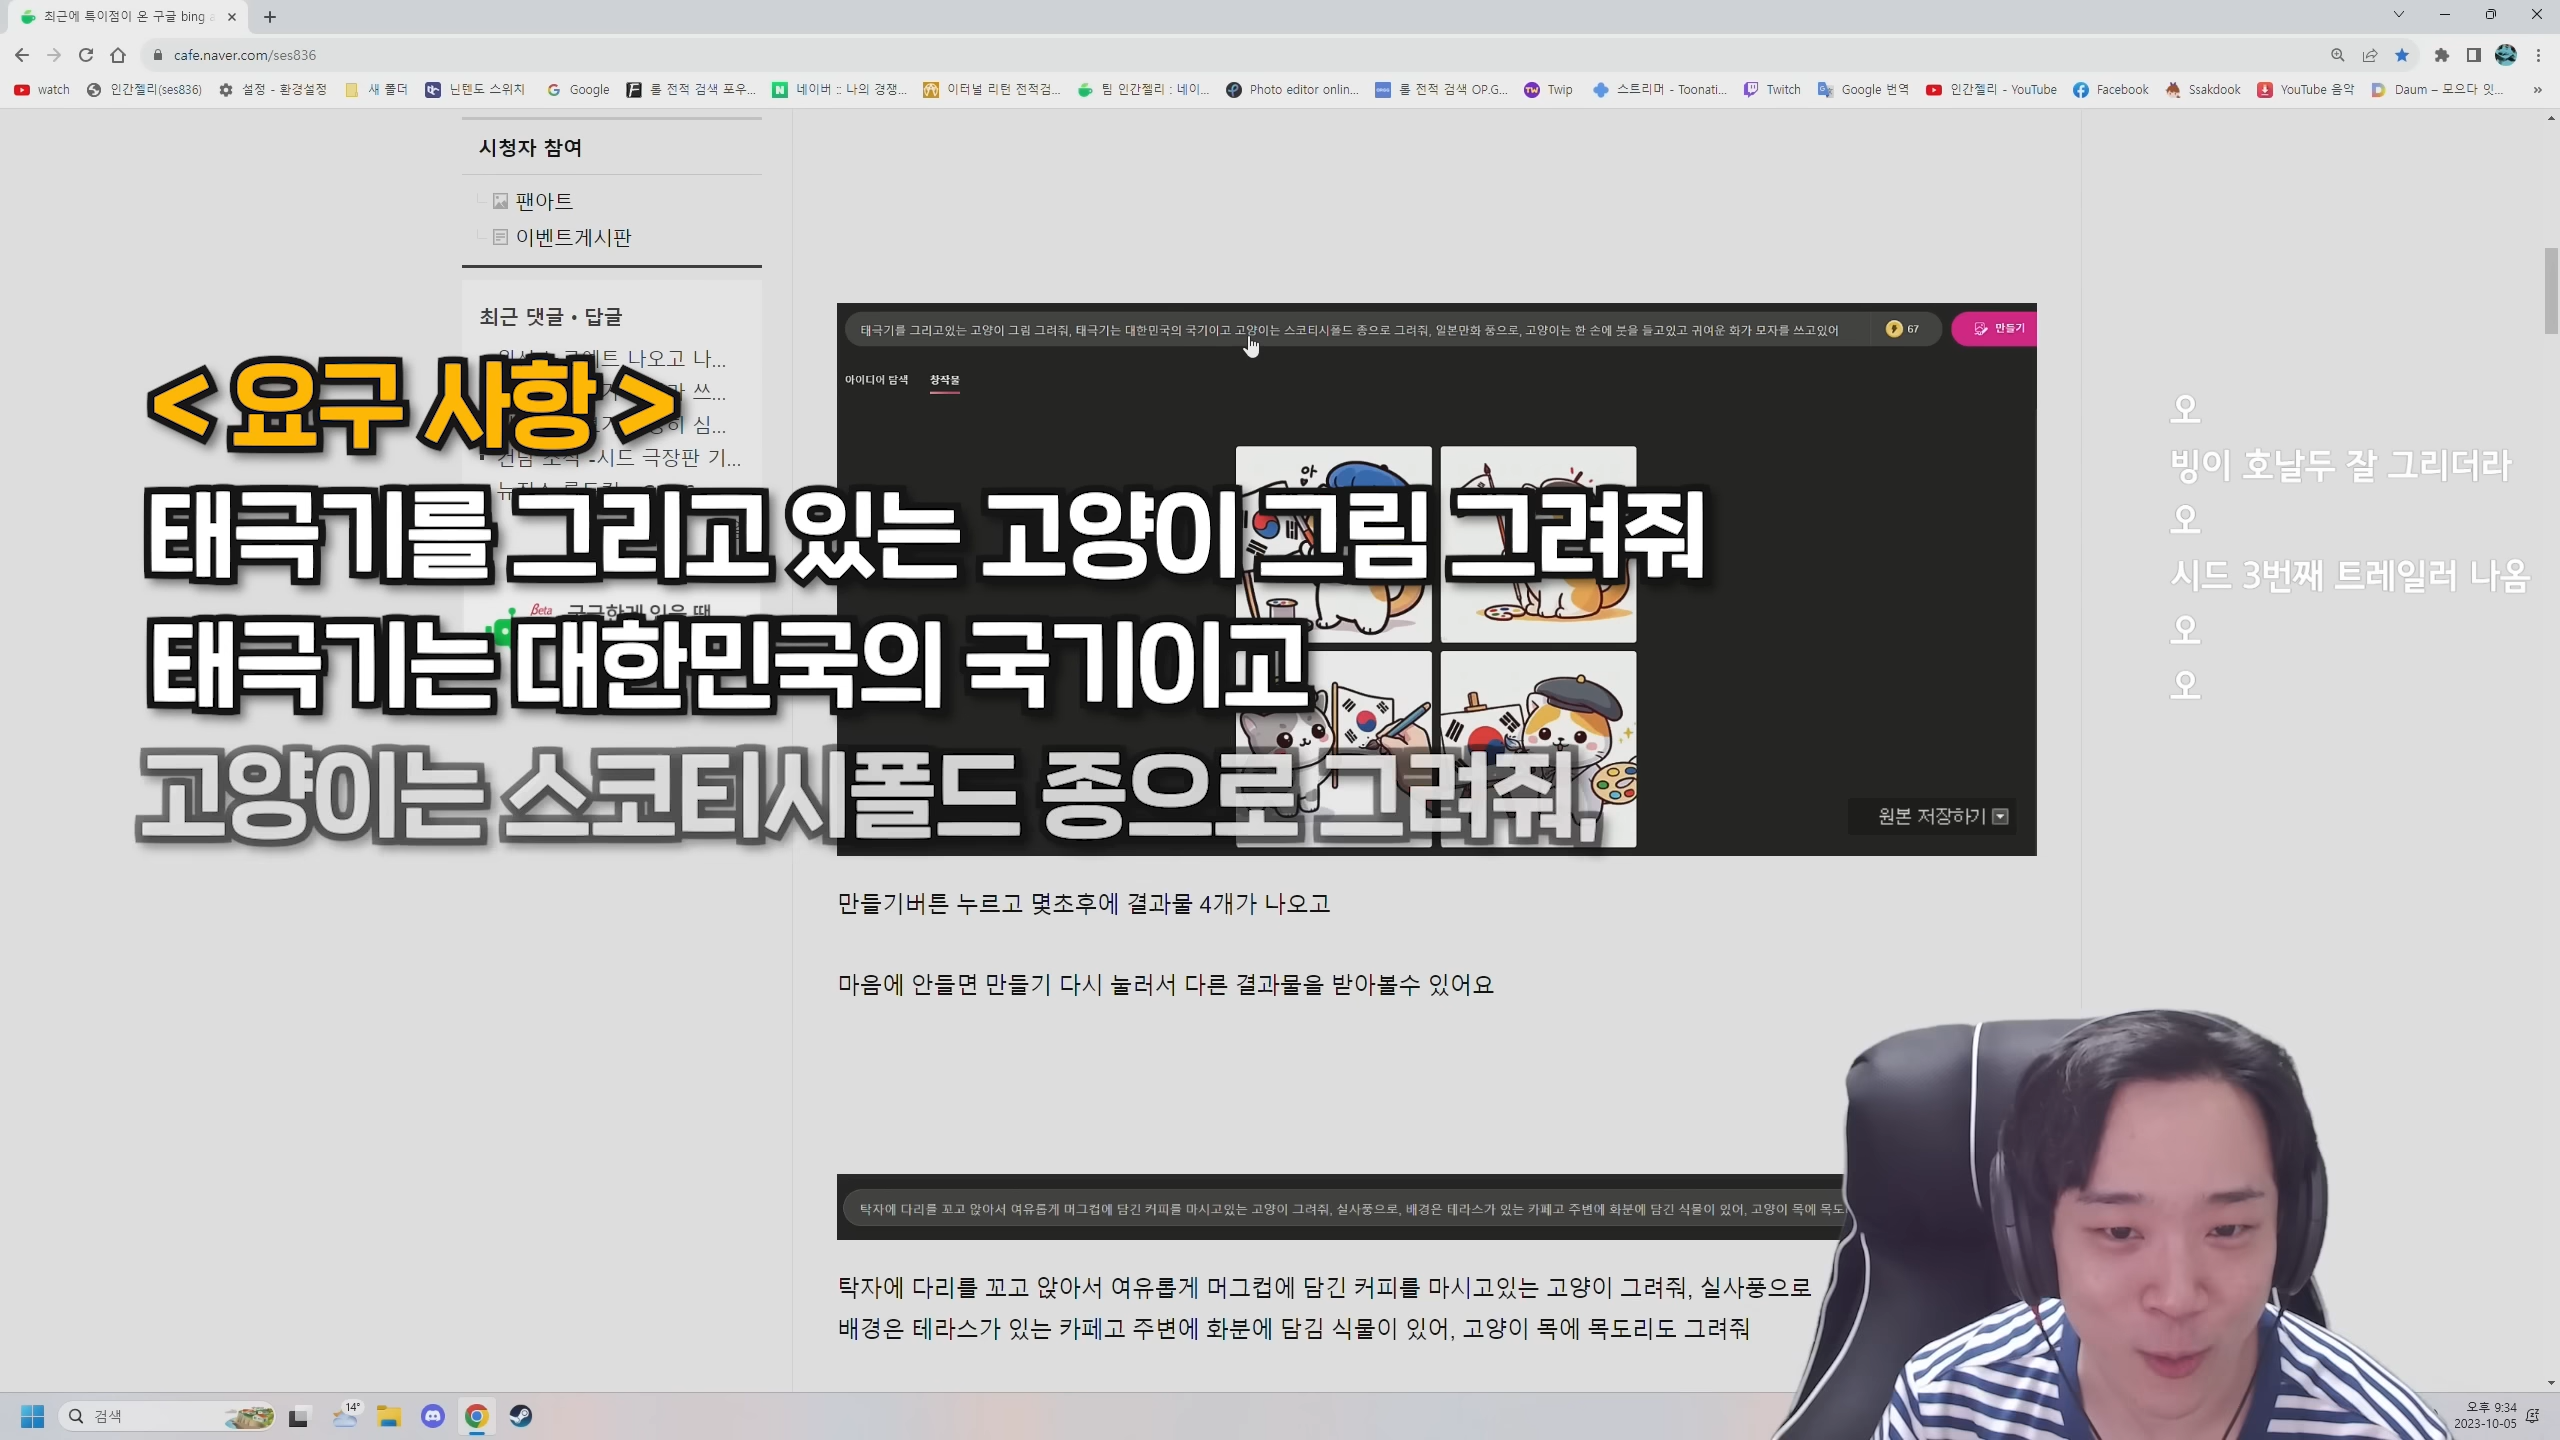 최근에 특이점이 온 구글 bing
cafe.naver.com/ses836
watch
인간젤리(ses836)
설정 - 환경설정
새 폴더
닌텐도 스위치
Google
롤 전적 검색 포우...
네이버 :: 나의 경쟁...
이터널 리턴 전적검...
팀 인간젤리 : 네이...
Photo editor onlin...
롤 전적 검색 OP.G...
Twip
스트리머 - Toonati...
Twitch
Google 번역
인간젤리 - YouTube
Facebook
Ssakdook
YouTube 음악
Daum – 모으다 잇...
시청자 참여
팬아트
이벤트게시판
최근 댓글 • 답글
나오고 나...
쓰...
심...
건담 소식 -시드 극장판 기...
<요구 사항>
태극기를 그리고 있는 고양이 그림 그려줘
태극기는 대한민국의 국기이고
고양이는 스코티시폴드 종으로 그려줘,
Beta
태극기를 그리고있는 고양이 그림 그려줘, 태극기는 대한민국의 국기이고 고양이는 스코티시폴드 종으로 그려줘, 일본만화 풍으로, 고양이는 한 손에 붓을 들고있고 귀여운 화가 모자를 쓰고있어
67
만들기
아이디어 탐색
창작물
아
원본 저장하기
만들기버튼 누르고 몇초후에 결과물 4개가 나오고
마음에 안들면 만들기 다시 눌러서 다른 결과물을 받아볼수 있어요
탁자에 다리를 꼬고 앉아서 여유롭게 머그컵에 담긴 커피를 마시고있는 고양이 그려줘, 실사풍으로, 배경은 테라스가 있는 카페고 주변에 화분에 담긴 식물이 있어, 고양이 목에 목도
탁자에 다리를 꼬고 앉아서 여유롭게 머그컵에 담긴 커피를 마시고있는 고양이 그려줘, 실사풍으로
배경은 테라스가 있는 카페고 주변에 화분에 담김 식물이 있어, 고양이 목에 목도리도 그려줘
오
빙이 호날두 잘 그리더라
오
시드 3번째 트레일러 나옴
오
오
검색
14°
오후 9:34
2023-10-05